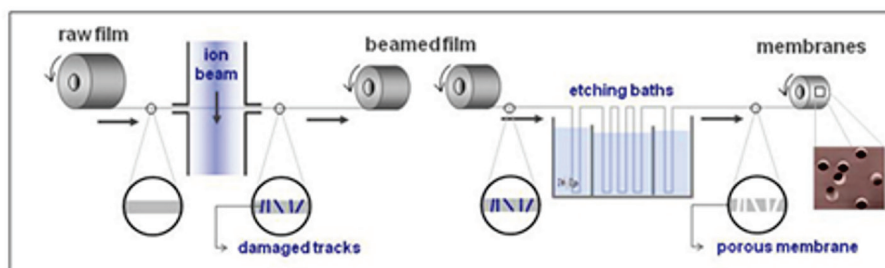 raw film
ion
beam
beamed film
membranes
etching baths
damaged tracks
porous membrane